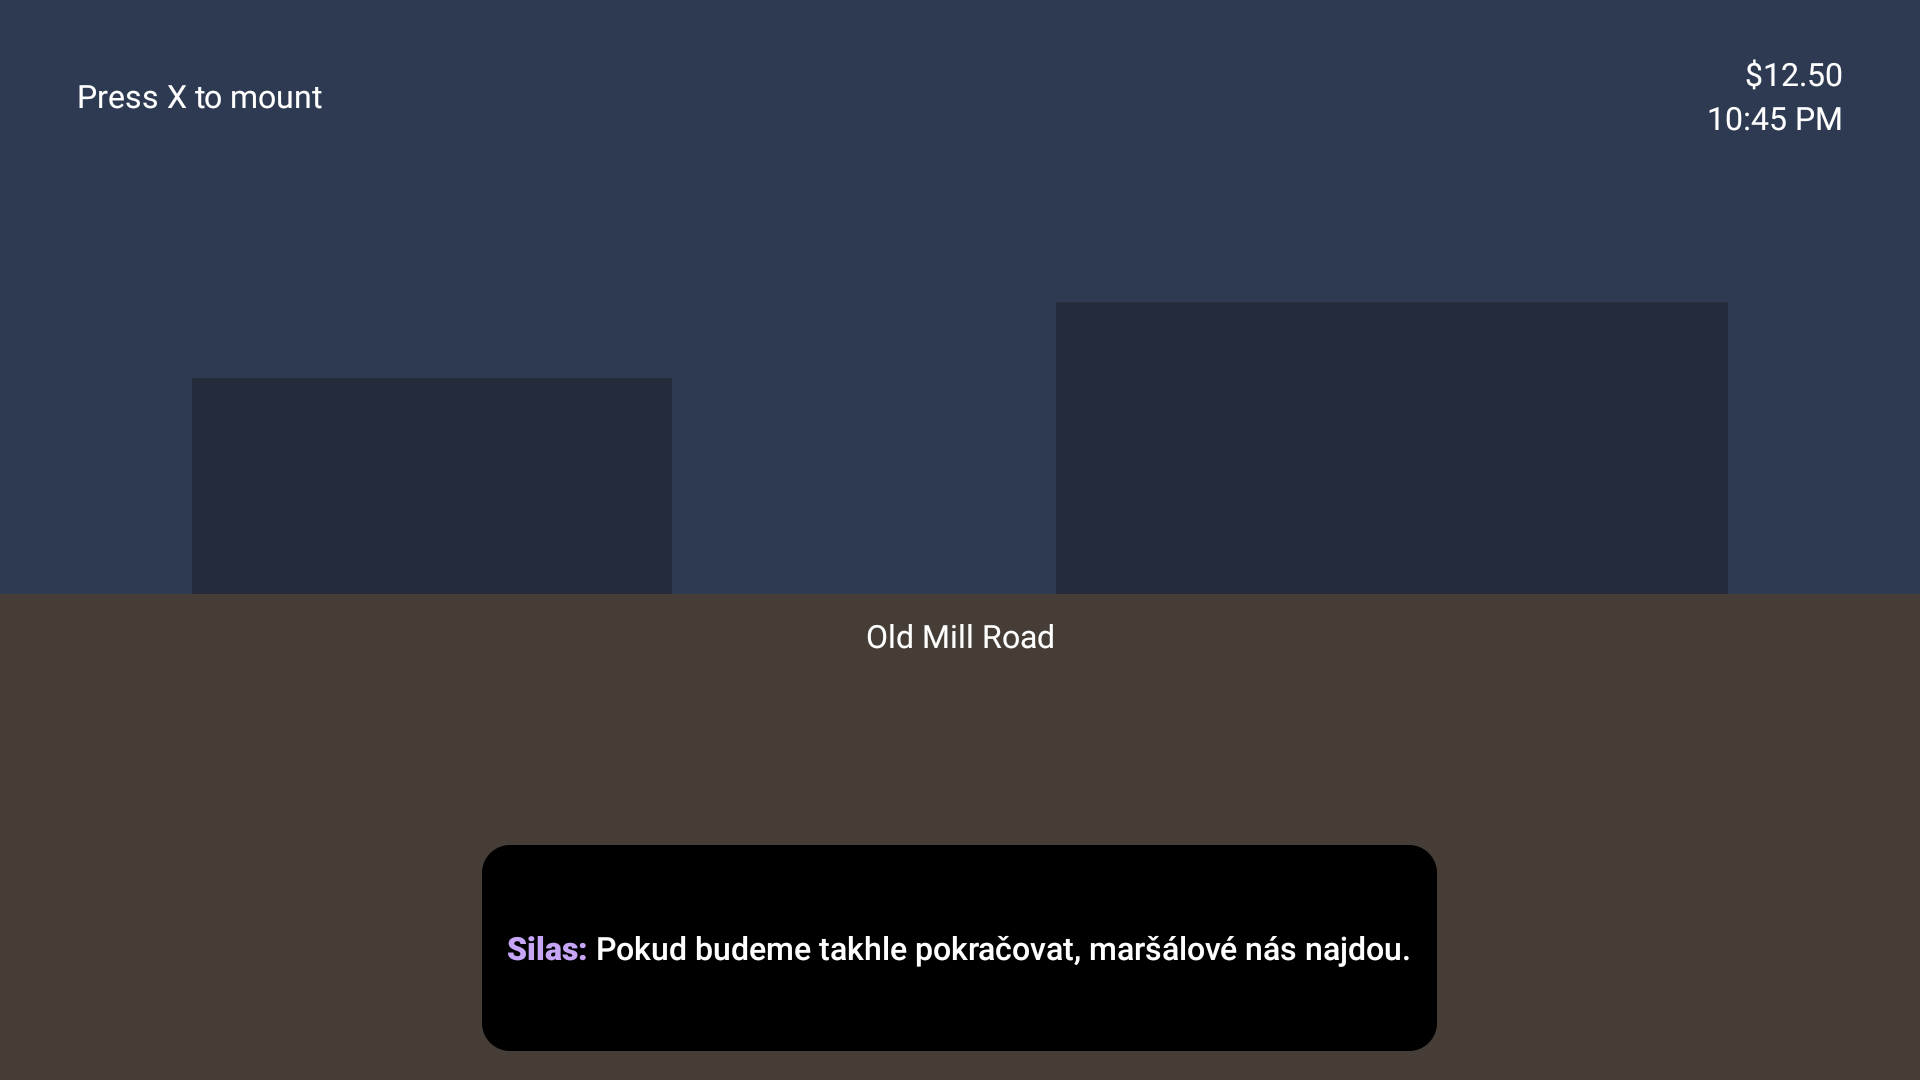 Press X to mount
$12.50
10:45 PM
Old Mill Road
Silas: Pokud budeme takhle pokračovat, maršálové nás najdou.